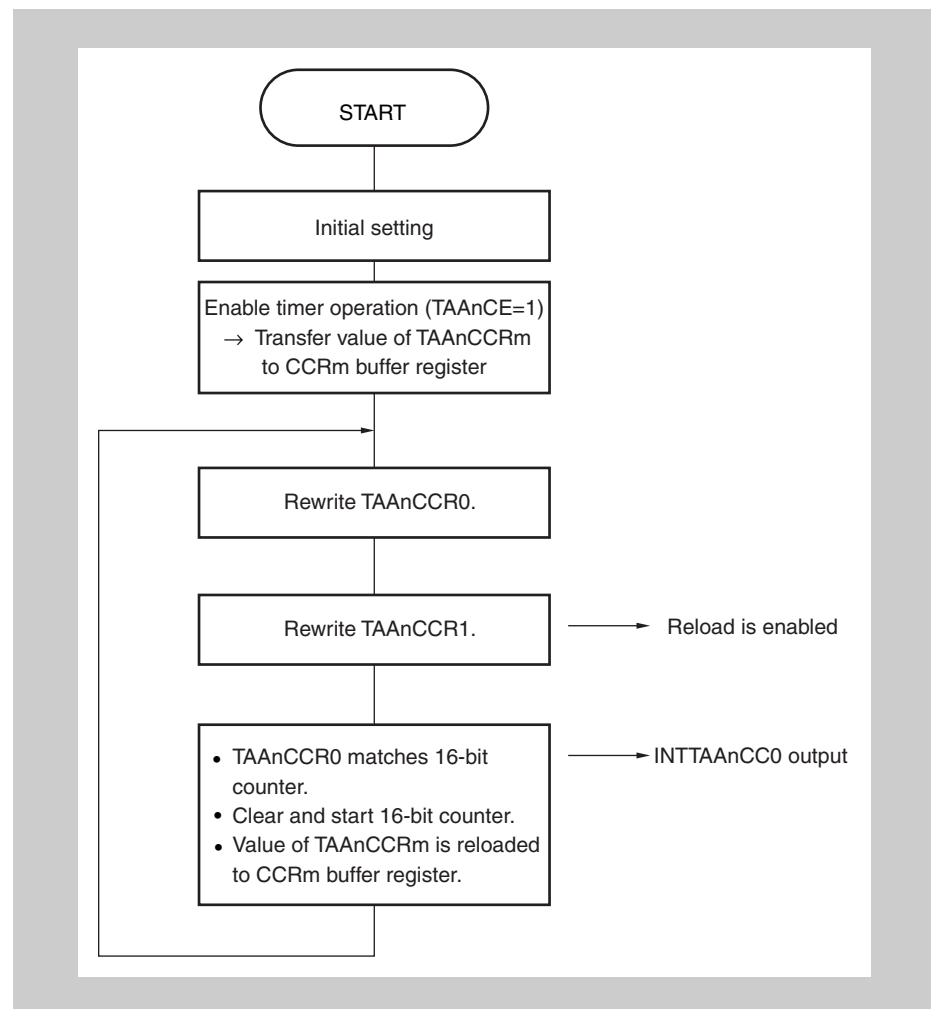 START
Initial setting
Enable timer operation (TAAnCE=1)
→ Transfer value of TAAnCCRm
to CCRm buffer register
Rewrite TAAnCCR0.
Rewrite TAAnCCR1.
Reload is enabled
• TAAnCCR0 matches 16-bit
counter.
• Clear and start 16-bit counter.
• Value of TAAnCCRm is reloaded
to CCRm buffer register.
INTTAAnCC0 output